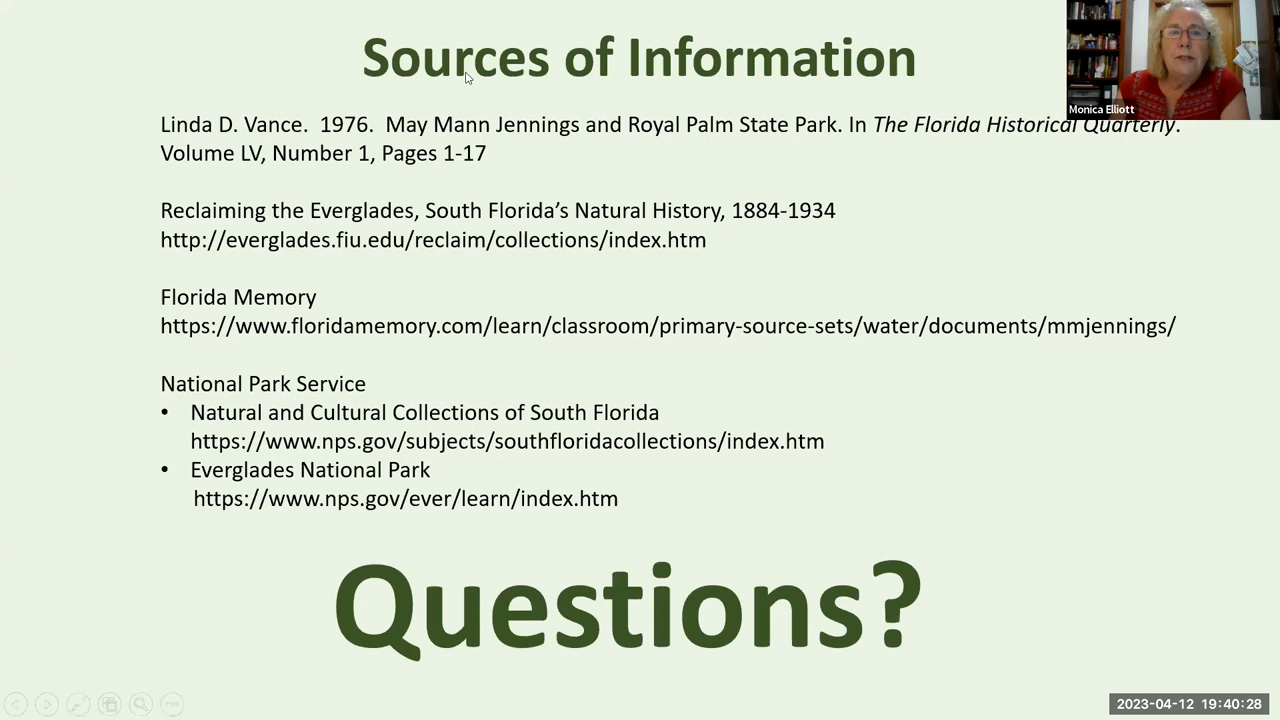 Sources of Information
Monica Elliott
Linda D. Vance.  1976.  May Mann Jennings and Royal Palm State Park. In The Florida Historical Quarterly.
Volume LV, Number 1, Pages 1-17
Reclaiming the Everglades, South Florida’s Natural History, 1884-1934
http://everglades.fiu.edu/reclaim/collections/index.htm
Florida Memory
https://www.floridamemory.com/learn/classroom/primary-source-sets/water/documents/mmjennings/
National Park Service
• Natural and Cultural Collections of South Florida
https://www.nps.gov/subjects/southfloridacollections/index.htm
• Everglades National Park
https://www.nps.gov/ever/learn/index.htm
Questions?
2023-04-12 19:40:28